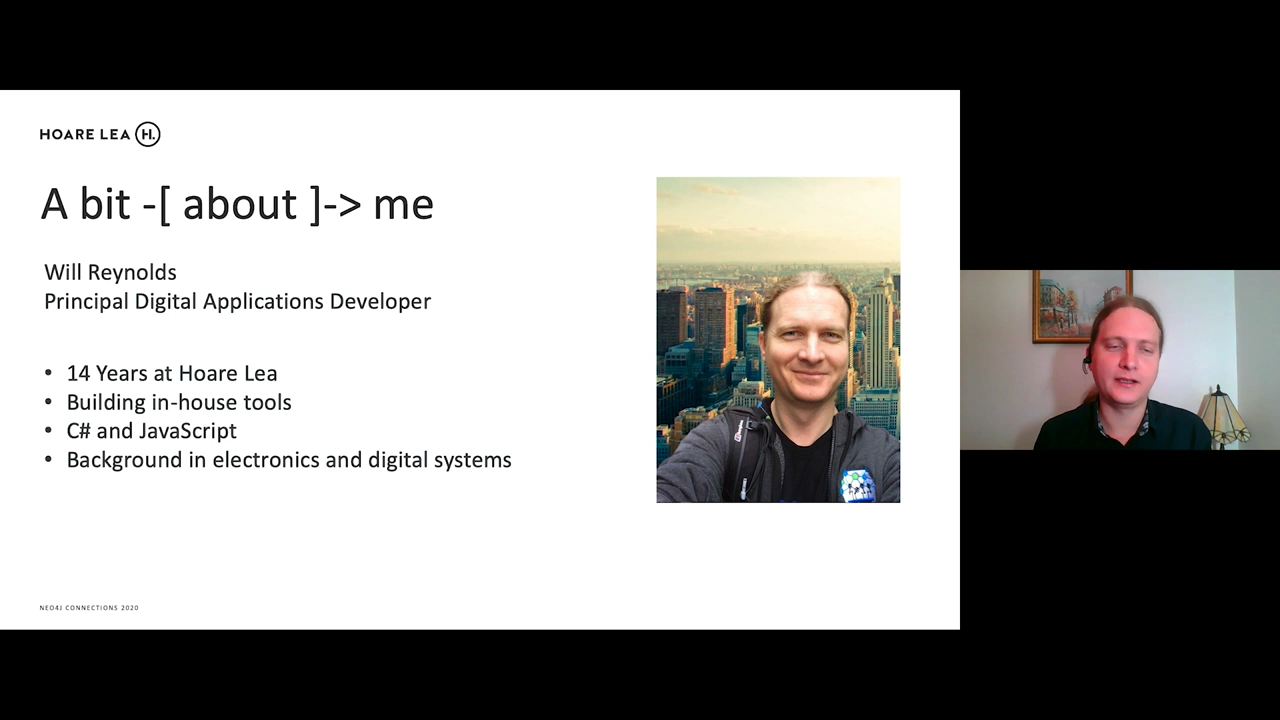 HOARE LEA H.
A bit -[ about ]-> me
Will Reynolds
Principal Digital Applications Developer
• 14 Years at Hoare Lea
• Building in-house tools
• C# and JavaScript
• Background in electronics and digital systems
NEO4J CONNECTIONS 2020